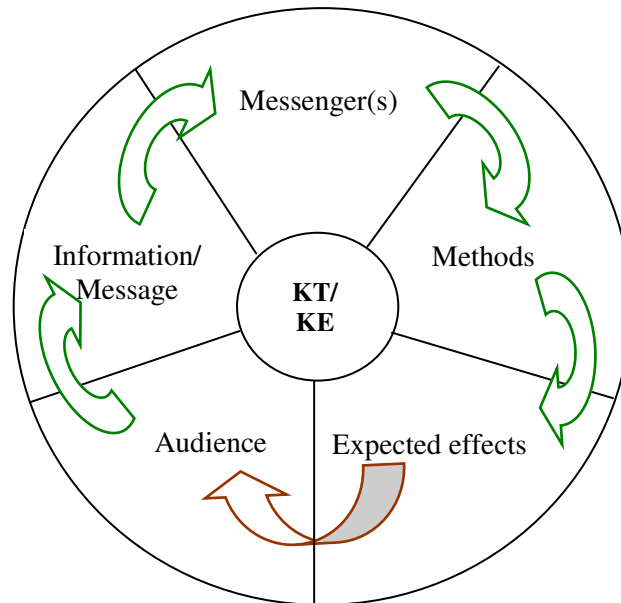 Messenger(s)
Information/
Message
Methods
KT/
KE
Audience
Expected effects